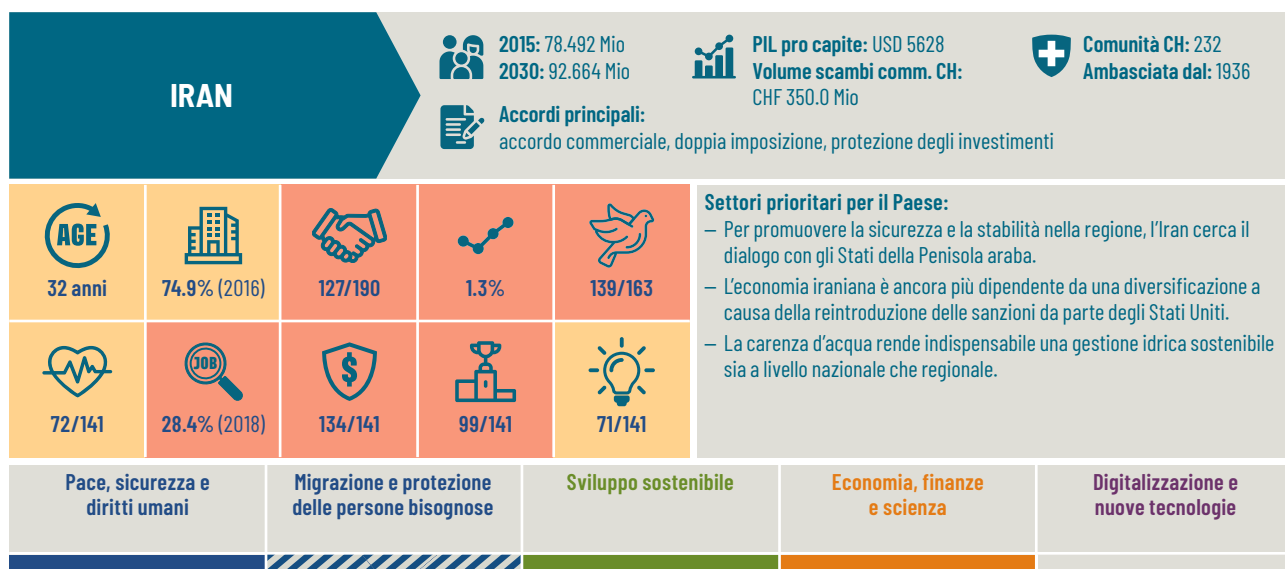 IRAN
2015: 78.492 Mio
2030: 92.664 Mio
PIL pro capite: USD 5628
Volume scambi comm. CH:
CHF 350.0 Mio
Comunità CH: 232
Ambasciata dal: 1936
Accordi principali:
accordo commerciale, doppia imposizione, protezione degli investimenti
AGE
32 anni
74.9% (2016)
127/190
1.3%
139/163
72/141
JOB
28.4% (2018)
$
134/141
99/141
71/141
Settori prioritari per il Paese:
– Per promuovere la sicurezza e la stabilità nella regione, l’Iran cerca il
dialogo con gli Stati della Penisola araba.
– L’economia iraniana è ancora più dipendente da una diversificazione a
causa della reintroduzione delle sanzioni da parte degli Stati Uniti.
– La carenza d’acqua rende indispensabile una gestione idrica sostenibile
sia a livello nazionale che regionale.
Pace, sicurezza e
diritti umani
Migrazione e protezione
delle persone bisognose
Sviluppo sostenibile
Economia, finanze
e scienza
Digitalizzazione e
nuove tecnologie